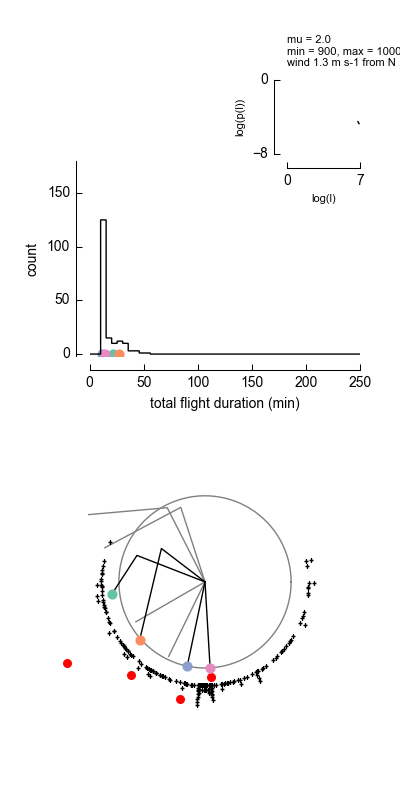 mu = 2.0
min = 900, max = 1000
wind 1.3 m s-1 from N
0
log(p(l))
−8
0 7
log(l)
150
100
50
0
count
0 50 100 150 200 250
total flight duration (min)